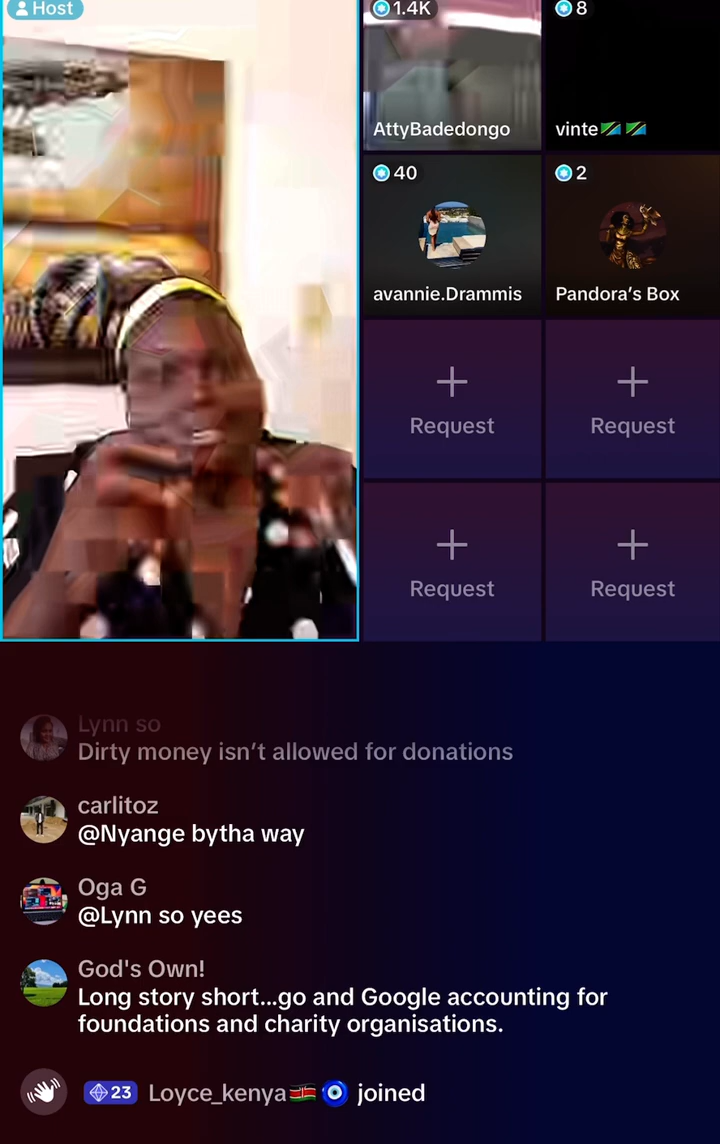 Host
1.4K
8
AttyBadedongo
vinte🇹🇿 🇹🇿
40
2
avannie.Drammis
Pandora's Box
Request
Request
Request
Request
Lynn so
Dirty money isn't allowed for donations
carlitoz
@Nyange bytha way
Oga G
@Lynn so yees
God's Own!
Long story short...go and Google accounting for
foundations and charity organisations.
23 Loyce_kenya🇰🇪🧿 joined